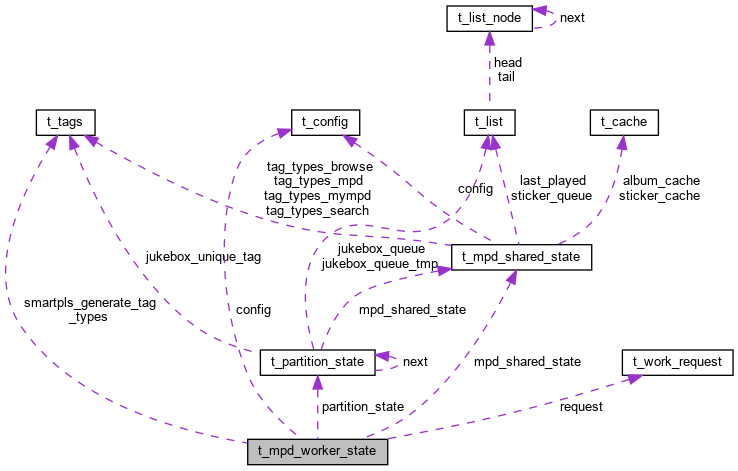 t_list_node
next
head
tail
t_tags
t_config
t_list
t_cache
tag_types_browse
tag_types_mpd
tag_types_mympd
tag_types_search
config
last_played
sticker_queue
album_cache
sticker_cache
jukebox_unique_tag
jukebox_queue
jukebox_queue_tmp
t_mpd_shared_state
smartpls_generate_tag
_types
config
mpd_shared_state
t_partition_state
next
mpd_shared_state
t_work_request
partition_state
request
t_mpd_worker_state